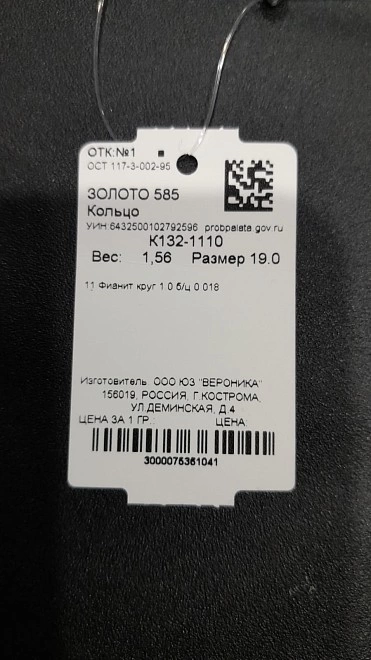 ОТК:№1
ОСТ 117-3-002-95
ЗОЛОТО 585
Кольцо
УИН:6432500102792596 probpalata.gov.ru
К132-1110
Вес: 1,56 Размер 19.0
11 Фианит круг 1.0 б/ц 0.018
Изготовитель: ООО ЮЗ "ВЕРОНИКА"
156019, РОССИЯ, Г.КОСТРОМА,
УЛ.ДЕМИНСКАЯ, Д.4
ЦЕНА ЗА 1 ГР.: ЦЕНА:
3000076361041